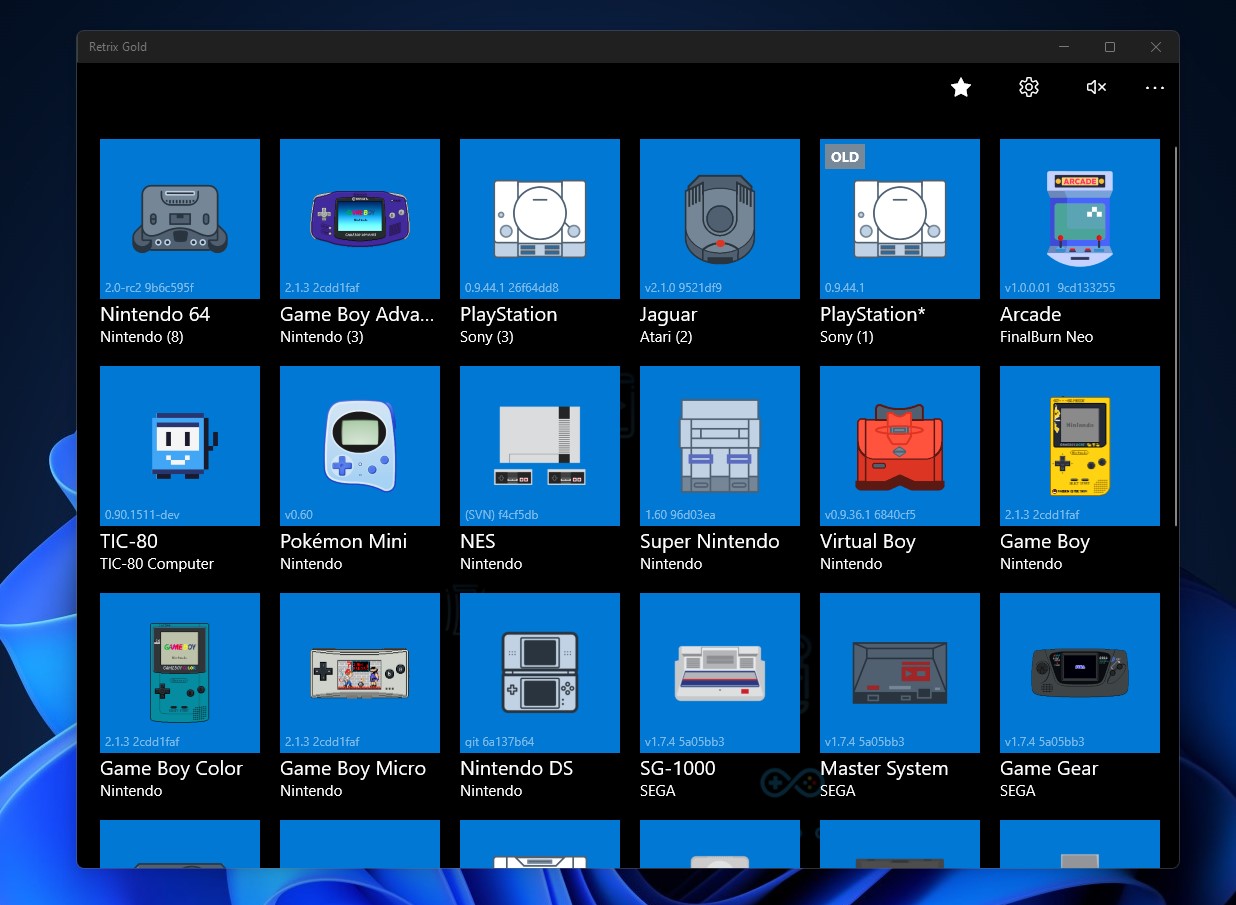 Retrix Gold
OLD
ARCADE
2.0-rc2 9b6c595f
2.1.3 2cdd1faf
0.9.44.1 26f64dd8
v2.1.0 9521df9
0.9.44.1
v1.0.0.01 9cd133255
Nintendo 64
Game Boy Adva...
PlayStation
Jaguar
PlayStation*
Arcade
Nintendo (8)
Nintendo (3)
Sony (3)
Atari (2)
Sony (1)
FinalBurn Neo
Nintendo
0.90.1511-dev
v0.60
(SVN) f4cf5db
1.60 96d03ea
v0.9.36.1 6840cf5
2.1.3 2cdd1faf
TIC-80
Pokémon Mini
NES
Super Nintendo
Virtual Boy
Game Boy
TIC-80 Computer
Nintendo
Nintendo
Nintendo
Nintendo
Nintendo
GAMEBOY
2.1.3 2cdd1faf
2.1.3 2cdd1faf
git 6a137b64
v1.7.4 5a05bb3
v1.7.4 5a05bb3
v1.7.4 5a05bb3
Game Boy Color
Game Boy Micro
Nintendo DS
SG-1000
Master System
Game Gear
Nintendo
Nintendo
Nintendo
SEGA
SEGA
SEGA